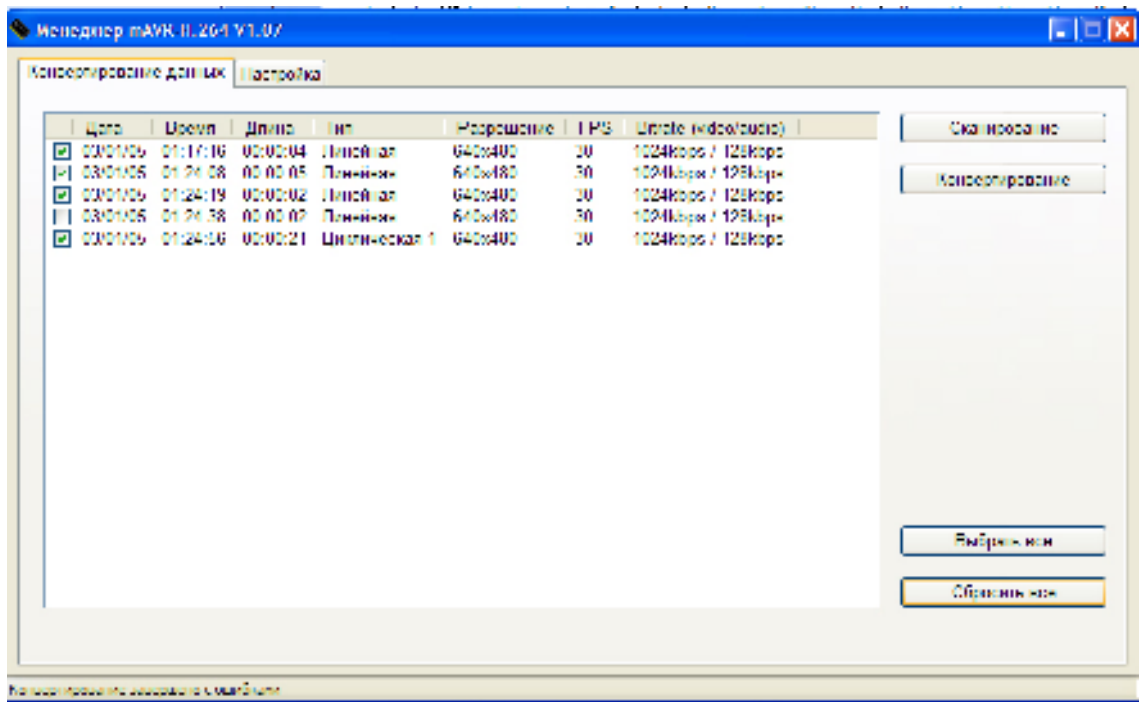 Менеджер mAVR H.264 V1.07
Конвертирование данных Настройка
Дата Время Длина Тип Разрешение FPS Bitrate (video/audio)
03/01/05 01:17:16 00:00:04 Линейная 640x480 30 1024kbps / 128kbps
03/01/05 01:24:08 00:00:05 Линейная 640x480 30 1024kbps / 128kbps
03/01/05 01:24:19 00:00:02 Линейная 640x480 30 1024kbps / 128kbps
03/01/05 01:24:38 00:00:02 Линейная 640x480 30 1024kbps / 128kbps
03/01/05 01:24:56 00:00:21 Циклическая 1 640x480 30 1024kbps / 128kbps
Сканирование
Конвертирование
Выбрать все
Сбросить все
Конвертирование завершено с ошибками